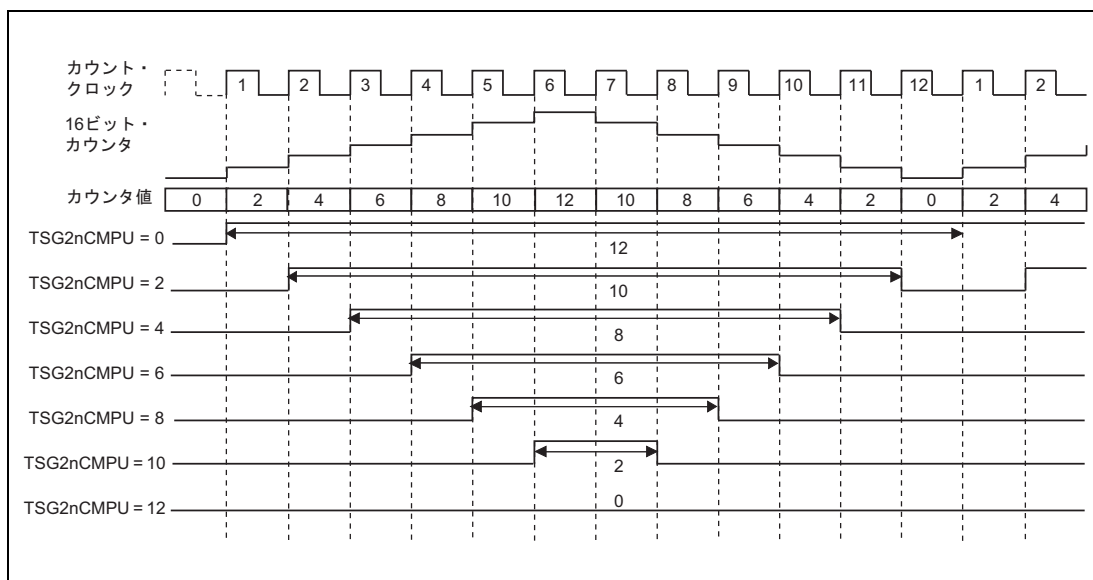 カウント・
クロック
1 2 3 4 5 6 7 8 9 10 11 12 1 2
16ビット・
カウンタ
カウンタ値 0 2 4 6 8 10 12 10 8 6 4 2 0 2 4
TSG2nCMPU = 0
12
TSG2nCMPU = 2
10
TSG2nCMPU = 4
8
TSG2nCMPU = 6
6
TSG2nCMPU = 8
4
TSG2nCMPU = 10
2
TSG2nCMPU = 12
0